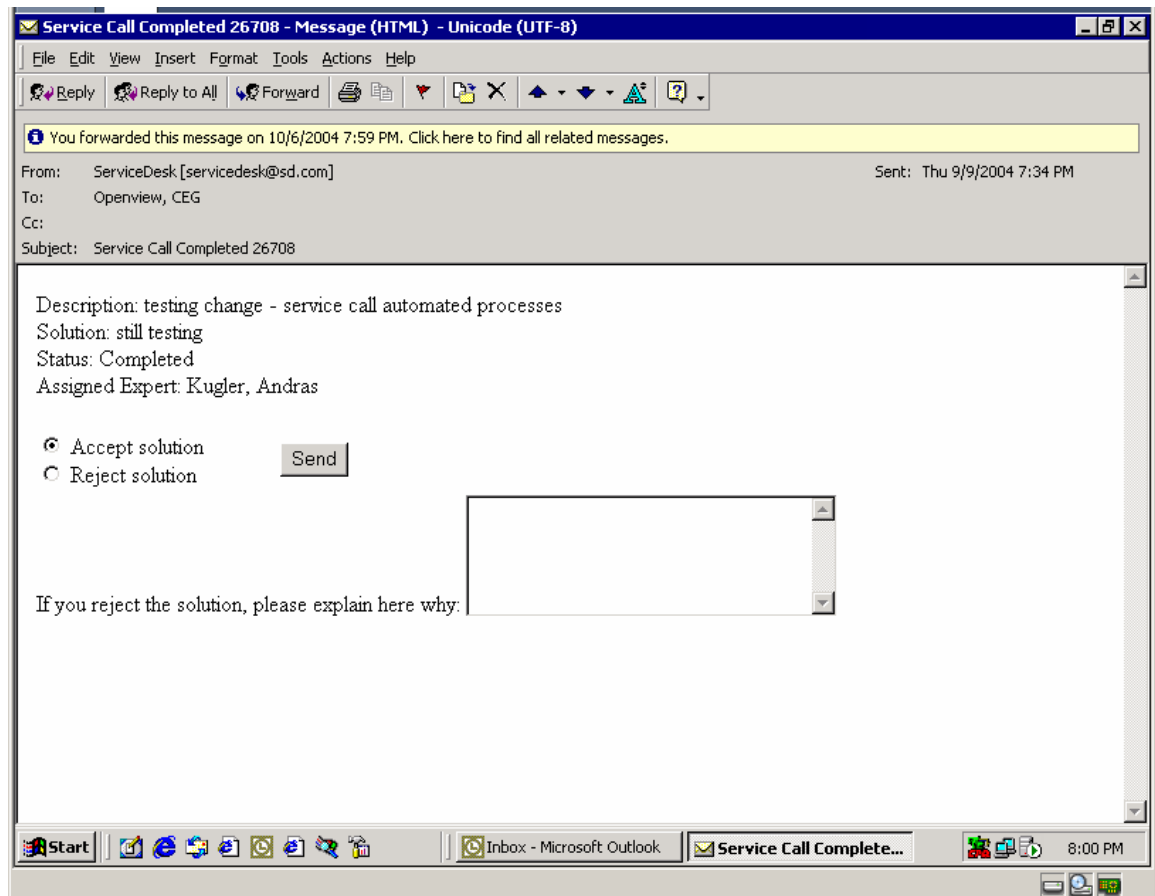 Service Call Completed 26708 - Message (HTML) - Unicode (UTF-8)
File Edit View Insert Format Tools Actions Help
Reply Reply to All Forward
You forwarded this message on 10/6/2004 7:59 PM. Click here to find all related messages.
From: ServiceDesk [servicedesk@sd.com] Sent: Thu 9/9/2004 7:34 PM
To: Openview, CEG
Cc:
Subject: Service Call Completed 26708
Description: testing change - service call automated processes
Solution: still testing
Status: Completed
Assigned Expert: Kugler, Andras
Accept solution
Send
Reject solution
If you reject the solution, please explain here why:
Start Inbox - Microsoft Outlook Service Call Complete... 8:00 PM